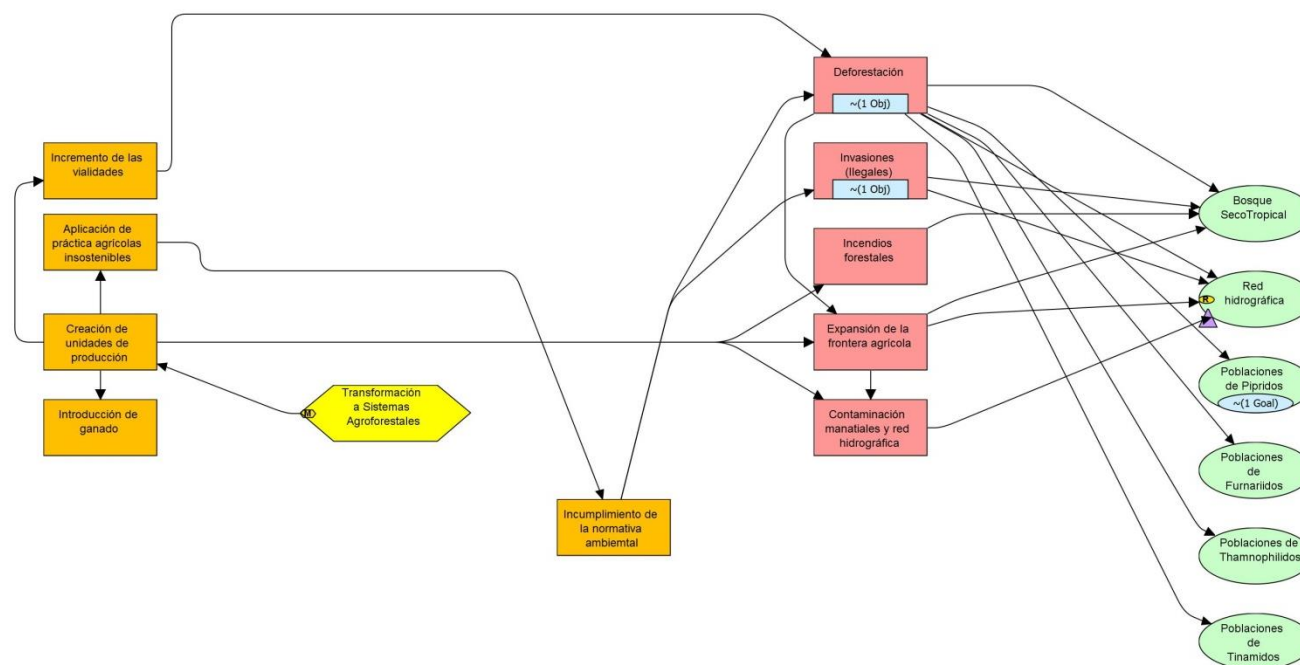 Deforestación
~(1 Obj)
Incremento de las
vialidades
Invasiones
(Ilegales)
~(1 Obj)
Bosque
SecoTropical
Aplicación de
práctica agrícolas
insostenibles
Incendios
forestales
Red
hidrográfica
R
Creación de
unidades de
producción
Expansión de la
frontera agrícola
Poblaciones
de Pipridos
~(1 Goal)
Introducción de
ganado
M
Transformación
a Sistemas
Agroforestales
Contaminación
manatiales y red
hidrográfica
Poblaciones
de
Furnariidos
Incumplimiento de
la normativa
ambiemtal
Poblaciones de
Thamnophilidos
Poblaciones
de
Tinamidos